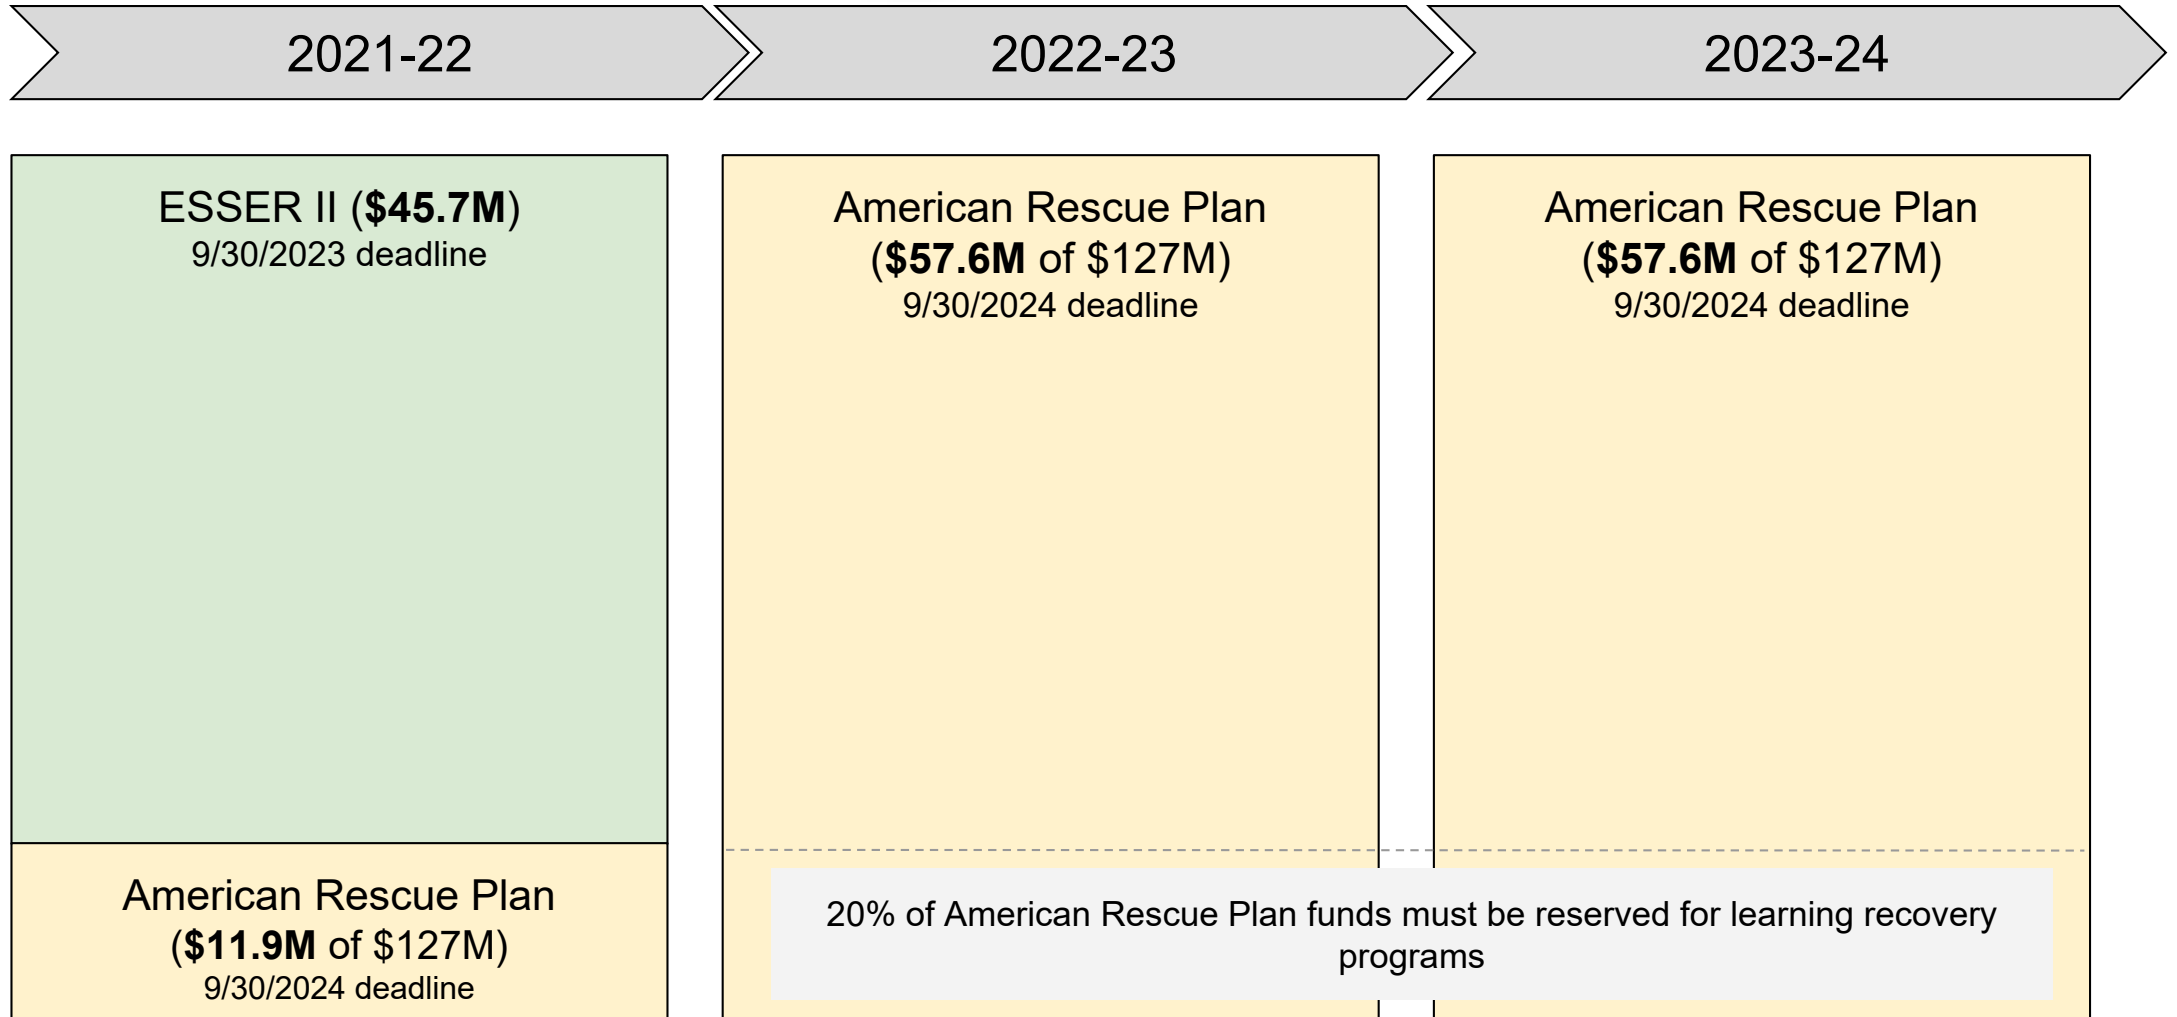 2021-22
2022-23
2023-24
ESSER II ($45.7M)
9/30/2023 deadline
American Rescue Plan
($11.9M of $127M)
9/30/2024 deadline
American Rescue Plan
($57.6M of $127M)
9/30/2024 deadline
American Rescue Plan
($57.6M of $127M)
9/30/2024 deadline
20% of American Rescue Plan funds must be reserved for learning recovery
programs